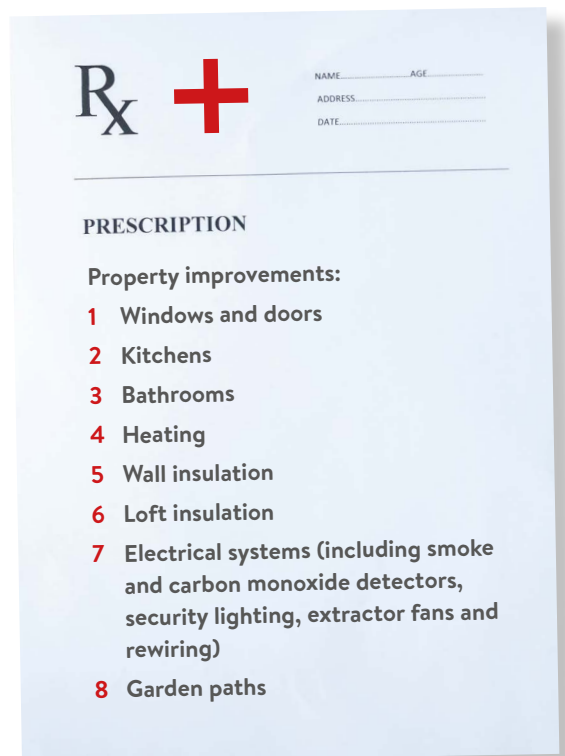 Rx
NAME AGE
ADDRESS
DATE
PRESCRIPTION
Property improvements:
1 Windows and doors
2 Kitchens
3 Bathrooms
4 Heating
5 Wall insulation
6 Loft insulation
7 Electrical systems (including smoke
and carbon monoxide detectors,
security lighting, extractor fans and
rewiring)
8 Garden paths